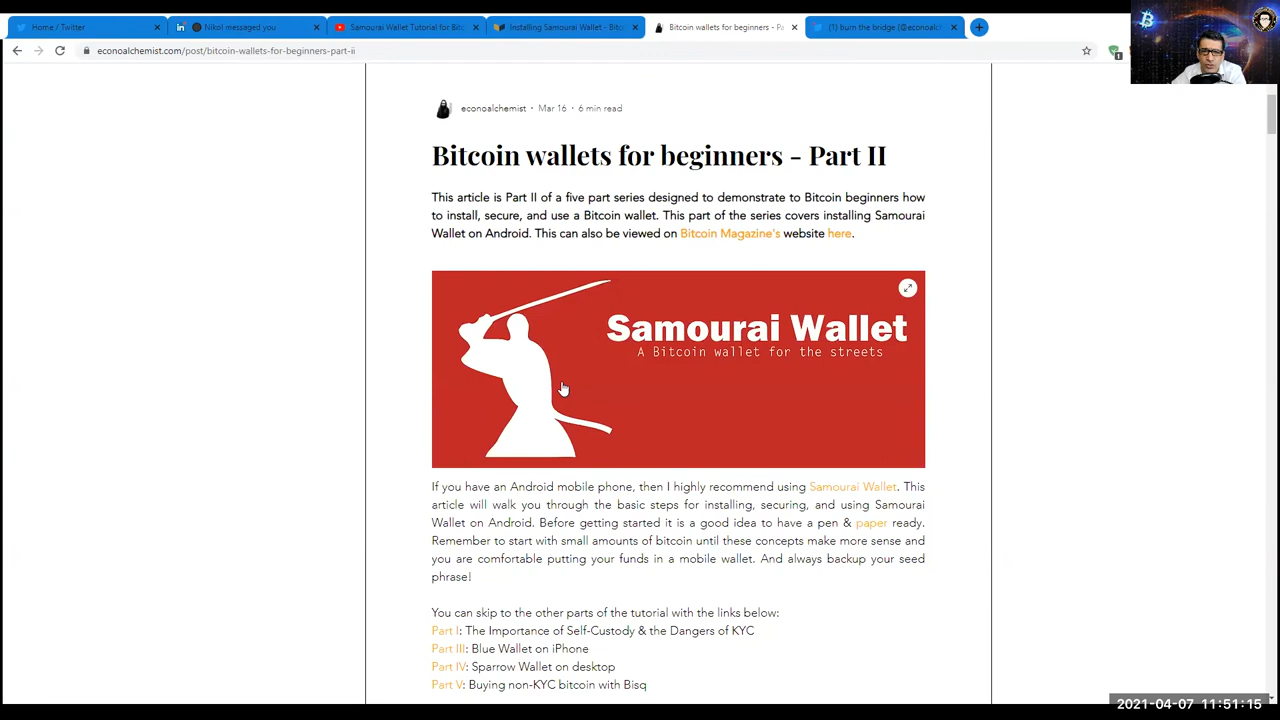 Home / Twitter
Nikol messaged you
Samourai Wallet Tutorial for Bitc
Installing Samourai Wallet - Bitc
Bitcoin wallets for beginners - Pa
(1) burn the bridge (@econoalc
econoalchemist.com/post/bitcoin-wallets-for-beginners-part-ii
1
econoalchemist · Mar 16 · 6 min read
Bitcoin wallets for beginners - Part II
This article is Part II of a five part series designed to demonstrate to Bitcoin beginners how
to install, secure, and use a Bitcoin wallet. This part of the series covers installing Samourai
Wallet on Android. This can also be viewed on Bitcoin Magazine's website here.
Samourai Wallet
A Bitcoin wallet for the streets
If you have an Android mobile phone, then I highly recommend using Samourai Wallet. This
article will walk you through the basic steps for installing, securing, and using Samourai
Wallet on Android. Before getting started it is a good idea to have a pen & paper ready.
Remember to start with small amounts of bitcoin until these concepts make more sense and
you are comfortable putting your funds in a mobile wallet. And always backup your seed
phrase!
You can skip to the other parts of the tutorial with the links below:
Part I: The Importance of Self-Custody & the Dangers of KYC
Part III: Blue Wallet on iPhone
Part IV: Sparrow Wallet on desktop
Part V: Buying non-KYC bitcoin with Bisq
2021-04-07 11:51:15